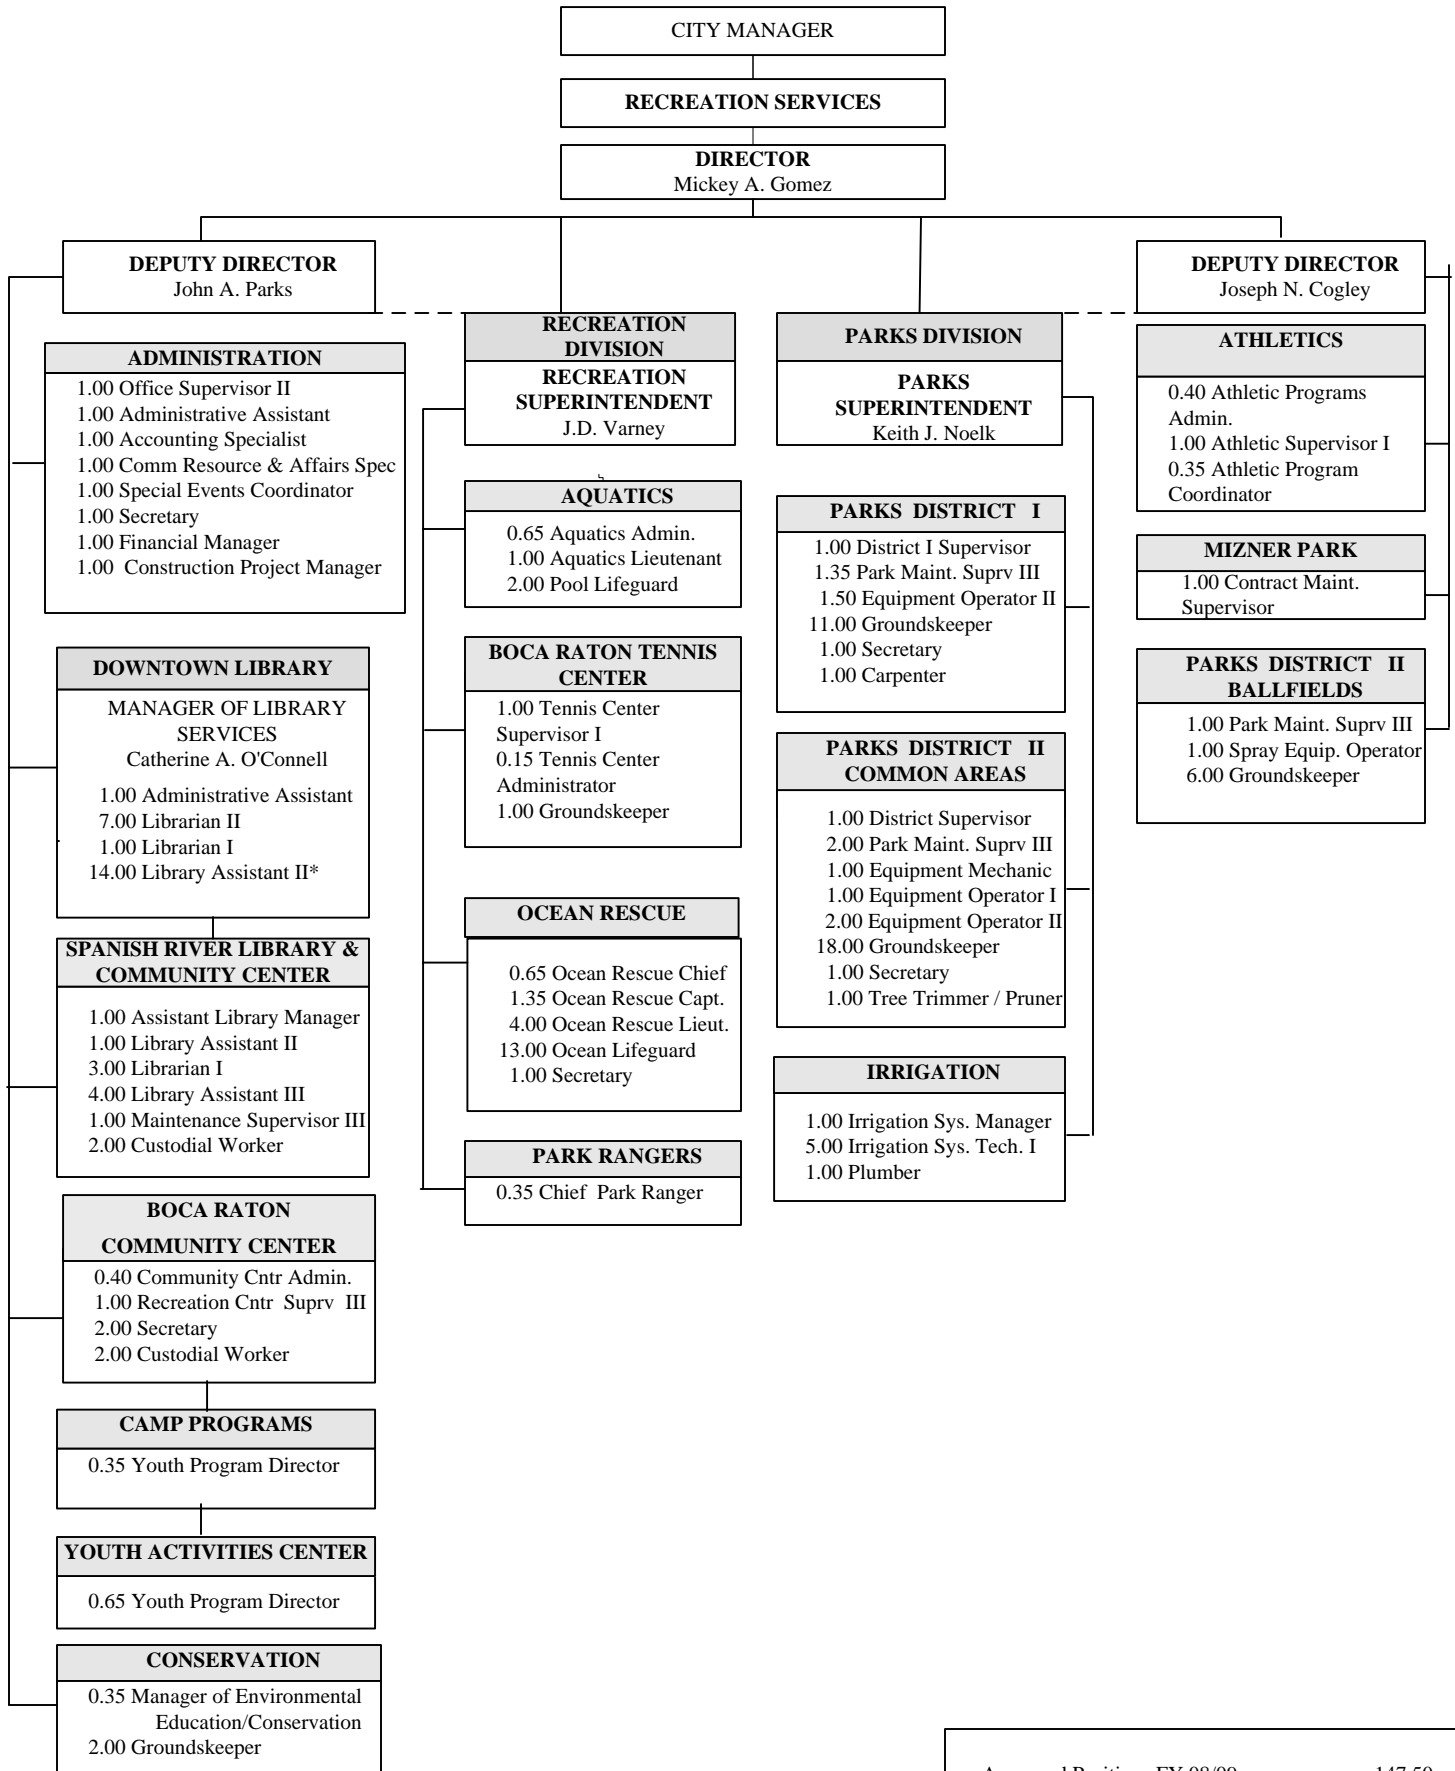 CITY MANAGER
RECREATION SERVICES
DIRECTOR
Mickey A. Gomez
DEPUTY DIRECTOR
John A. Parks
ADMINISTRATION
1.00 Office Supervisor II
1.00 Administrative Assistant
1.00 Accounting Specialist
1.00 Comm Resource & Affairs Spec
1.00 Special Events Coordinator
1.00 Secretary
1.00 Financial Manager
1.00 Construction Project Manager
DOWNTOWN LIBRARY
MANAGER OF LIBRARY
SERVICES
Catherine A. O'Connell
1.00 Administrative Assistant
7.00 Librarian II
1.00 Librarian I
14.00 Library Assistant II*
SPANISH RIVER LIBRARY &
COMMUNITY CENTER
1.00 Assistant Library Manager
1.00 Library Assistant II
3.00 Librarian I
4.00 Library Assistant III
1.00 Maintenance Supervisor III
2.00 Custodial Worker
BOCA RATON
COMMUNITY CENTER
0.40 Community Cntr Admin.
1.00 Recreation Cntr Suprv III
2.00 Secretary
2.00 Custodial Worker
CAMP PROGRAMS
0.35 Youth Program Director
YOUTH ACTIVITIES CENTER
0.65 Youth Program Director
CONSERVATION
0.35 Manager of Environmental
Education/Conservation
2.00 Groundskeeper
RECREATION
DIVISION
RECREATION
SUPERINTENDENT
J.D. Varney
AQUATICS
0.65 Aquatics Admin.
1.00 Aquatics Lieutenant
2.00 Pool Lifeguard
BOCA RATON TENNIS
CENTER
1.00 Tennis Center
Supervisor I
0.15 Tennis Center
Administrator
1.00 Groundskeeper
OCEAN RESCUE
0.65 Ocean Rescue Chief
1.35 Ocean Rescue Capt.
4.00 Ocean Rescue Lieut.
13.00 Ocean Lifeguard
1.00 Secretary
PARK RANGERS
0.35 Chief Park Ranger
PARKS DIVISION
PARKS
SUPERINTENDENT
Keith J. Noelk
PARKS DISTRICT I
1.00 District I Supervisor
1.35 Park Maint. Suprv III
1.50 Equipment Operator II
11.00 Groundskeeper
1.00 Secretary
1.00 Carpenter
PARKS DISTRICT II
COMMON AREAS
1.00 District Supervisor
2.00 Park Maint. Suprv III
1.00 Equipment Mechanic
1.00 Equipment Operator I
2.00 Equipment Operator II
18.00 Groundskeeper
1.00 Secretary
1.00 Tree Trimmer / Pruner
IRRIGATION
1.00 Irrigation Sys. Manager
5.00 Irrigation Sys. Tech. I
1.00 Plumber
DEPUTY DIRECTOR
Joseph N. Cogley
ATHLETICS
0.40 Athletic Programs
Admin.
1.00 Athletic Supervisor I
0.35 Athletic Program
Coordinator
MIZNER PARK
1.00 Contract Maint.
Supervisor
PARKS DISTRICT II
BALLFIELDS
1.00 Park Maint. Suprv III
1.00 Spray Equip. Operator
6.00 Groundskeeper